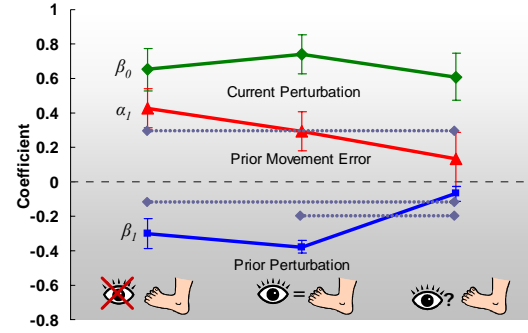 1
0.8
β₀
0.6
Current Perturbation
α₁
0.4
0.2
Prior Movement Error
0
Coefficient
-0.2
β₁
-0.4
Prior Perturbation
-0.6
= ?
-0.8